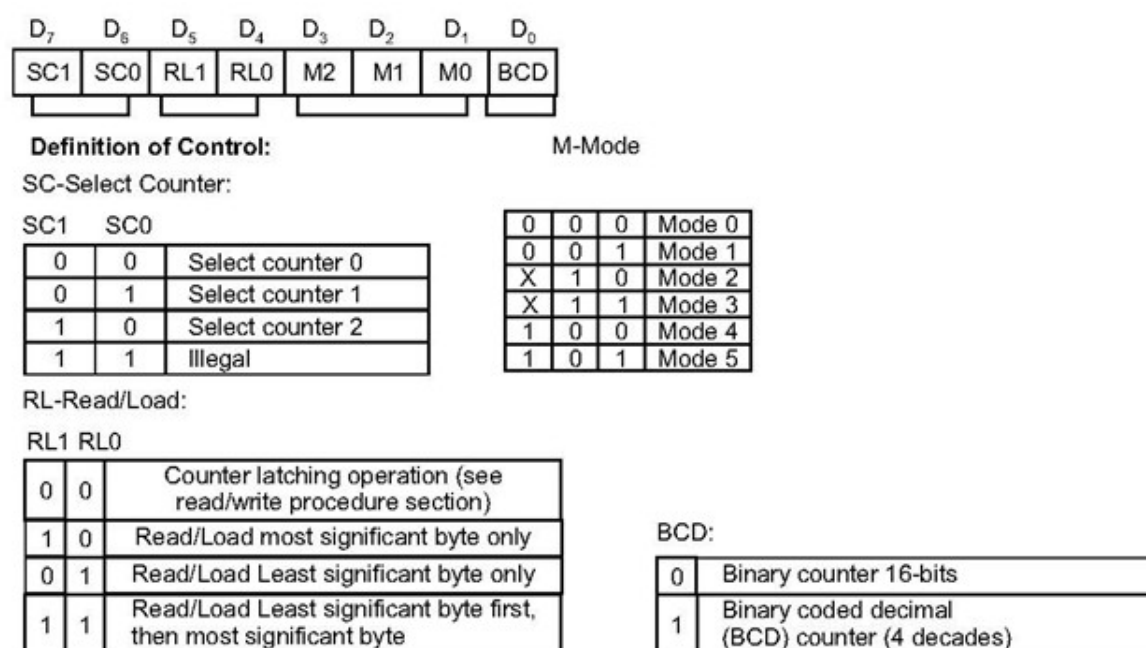 D₇ D₆ D₅ D₄ D₃ D₂ D₁ D₀
SC1 SC0 RL1 RL0 M2 M1 M0 BCD
Definition of Control:
M-Mode
SC-Select Counter:
SC1 SC0
0 0 Select counter 0
0 1 Select counter 1
1 0 Select counter 2
1 1 Illegal
0 0 0 Mode 0
0 0 1 Mode 1
X 1 0 Mode 2
X 1 1 Mode 3
1 0 0 Mode 4
1 0 1 Mode 5
RL-Read/Load:
RL1 RL0
0 0 Counter latching operation (see
read/write procedure section)
1 0 Read/Load most significant byte only
0 1 Read/Load Least significant byte only
1 1 Read/Load Least significant byte first,
then most significant byte
BCD:
0 Binary counter 16-bits
1 Binary coded decimal
(BCD) counter (4 decades)